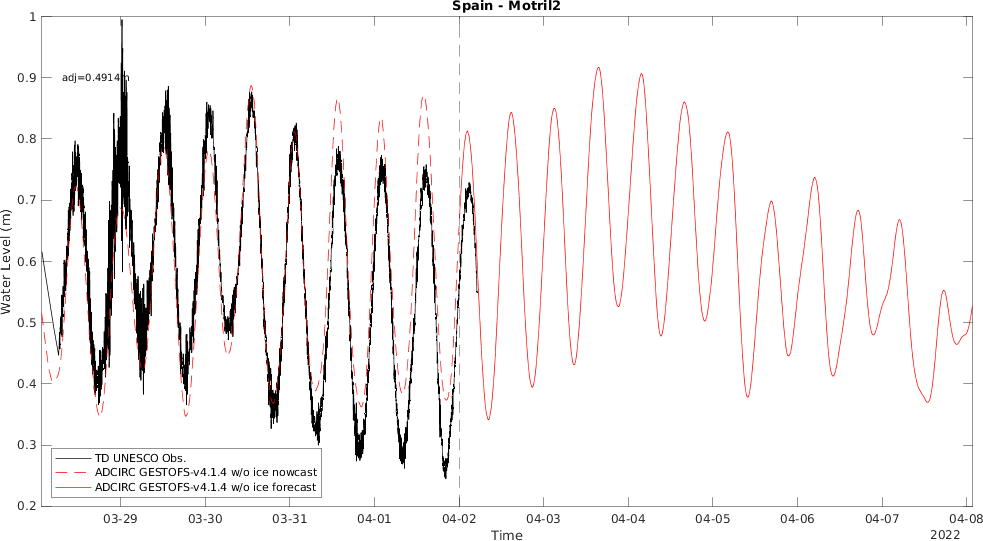 Spain - Motril2
1
0.9
0.8
0.7
0.6
0.5
0.4
0.3
0.2
Water Level (m)
adj=0.4914m
TD UNESCO Obs.
ADCIRC GESTOFS-v4.1.4 w/o ice nowcast
ADCIRC GESTOFS-v4.1.4 w/o ice forecast
03-29 03-30 03-31 04-01 04-02 04-03 04-04 04-05 04-06 04-07 04-08
Time
2022